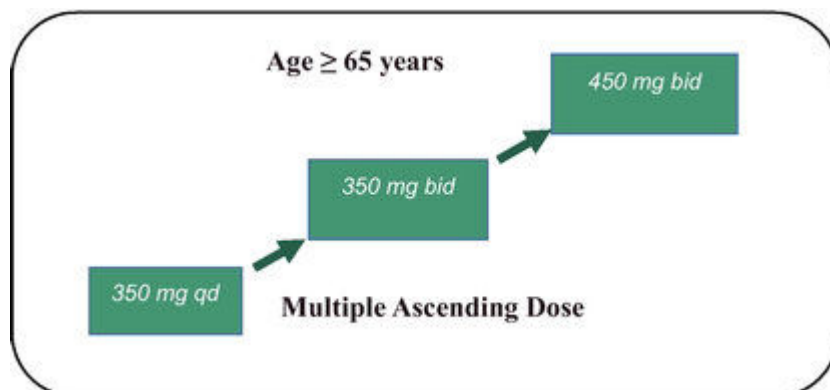 Age ≥ 65 years
450 mg bid
350 mg bid
350 mg qd
Multiple Ascending Dose